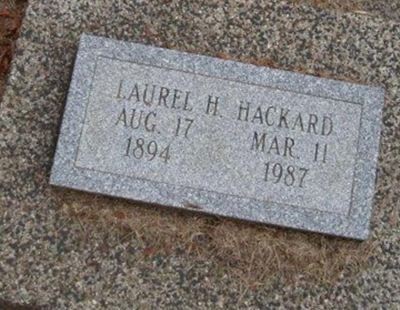 LAUREL H. HACKARD
AUG. 17 MAR. 11
1894 1987